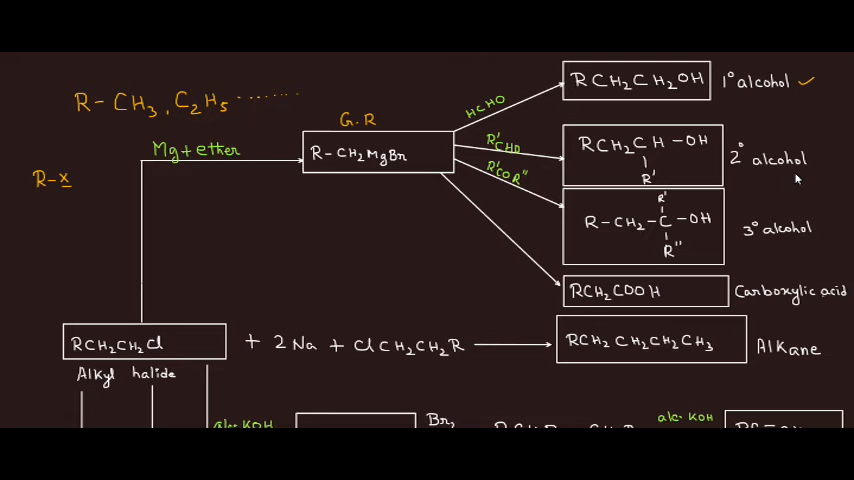 R-CH₃, C₂H₅ ........
G.R
Mg+ether
R-x
R-CH₂MgBr
HCHO
RCH₂CH₂OH
1° alcohol ✓
R'CHO
RCH₂CH-OH
R'
2° alcohol
R'COR"
R'
R-CH₂-C-OH
R"
3° alcohol
RCH₂COOH
Carboxylic acid
RCH₂CH₂Cl + 2Na + ClCH₂CH₂R
RCH₂CH₂CH₂CH₃
Alkane
Alkyl halide
alc. KOH
Br₂
alc. KOH